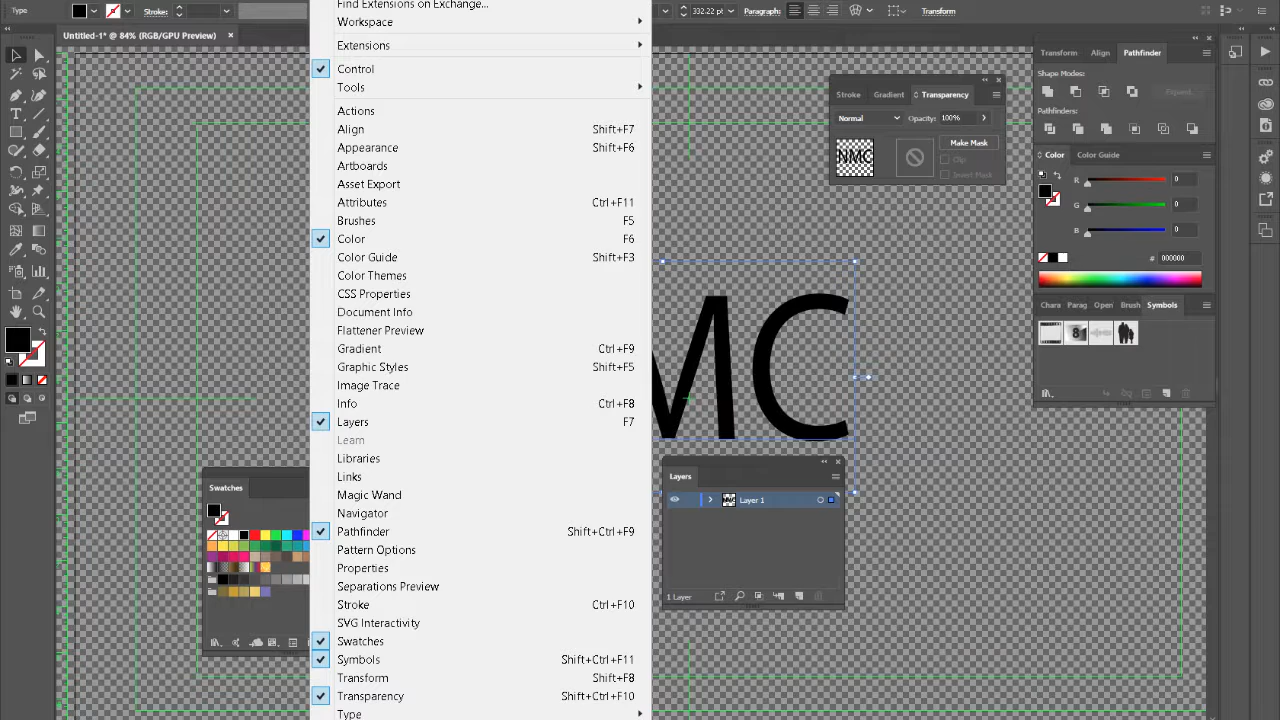 Find Extensions on Exchange...
Type
Stroke:
332.22 pt
Paragraph:
Transform
Workspace
Untitled-1* @ 84% (RGB/GPU Preview)
Extensions
Control
Tools
Actions
Align Shift+F7
Appearance Shift+F6
Artboards
Asset Export
Attributes Ctrl+F11
Brushes F5
Color F6
Color Guide Shift+F3
Color Themes
CSS Properties
Document Info
Flattener Preview
Gradient Ctrl+F9
Graphic Styles Shift+F5
Image Trace
Info Ctrl+F8
Layers F7
Learn
Libraries
Links
Magic Wand
Navigator
Pathfinder Shift+Ctrl+F9
Pattern Options
Properties
Separations Preview
Stroke Ctrl+F10
SVG Interactivity
Swatches
Symbols Shift+Ctrl+F11
Transform Shift+F8
Transparency Shift+Ctrl+F10
Type
Swatches
MC
Stroke Gradient Transparency
Normal Opacity: 100%
NMC
Make Mask
Clip
Invert Mask
Layers
Layer 1
1 Layer
Transform Align Pathfinder
Shape Modes:
Expand
Pathfinders:
Color Color Guide
R 0
G 0
B 0
# 000000
Chara Parag Open Brush Symbols
8